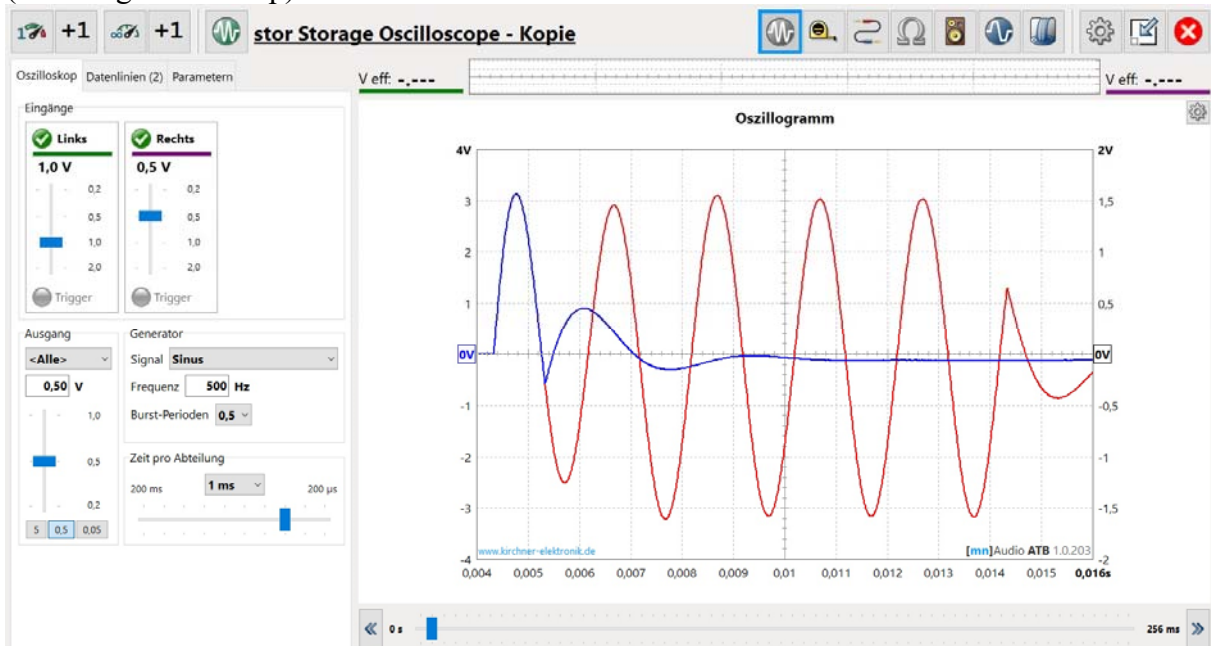 stor Storage Oscilloscope - Kopie
+1 +1
Oszilloskop Datenlinien (2) Parametern
V eff: -,--- V eff: -,---
Eingänge
Links Rechts
1,0 V 0,5 V
0,2 0,2
0,5 0,5
1,0 1,0
2,0 2,0
Trigger Trigger
Ausgang
<Alle>
0,50 V
1,0
0,5
0,2
5 0,5 0,05
Generator
Signal Sinus
Frequenz 500 Hz
Burst-Perioden 0,5
Zeit pro Abteilung
200 ms 1 ms 200 µs
Oszillogramm
4V 2V
3 1,5
2 1
1 0,5
0V 0V
-1 -0,5
-2 -1
-3 -1,5
-4 -2
www.kirchner-elektronik.de [mn]Audio ATB 1.0.203
0,004 0,005 0,006 0,007 0,008 0,009 0,01 0,011 0,012 0,013 0,014 0,015 0,016s
0 s 256 ms